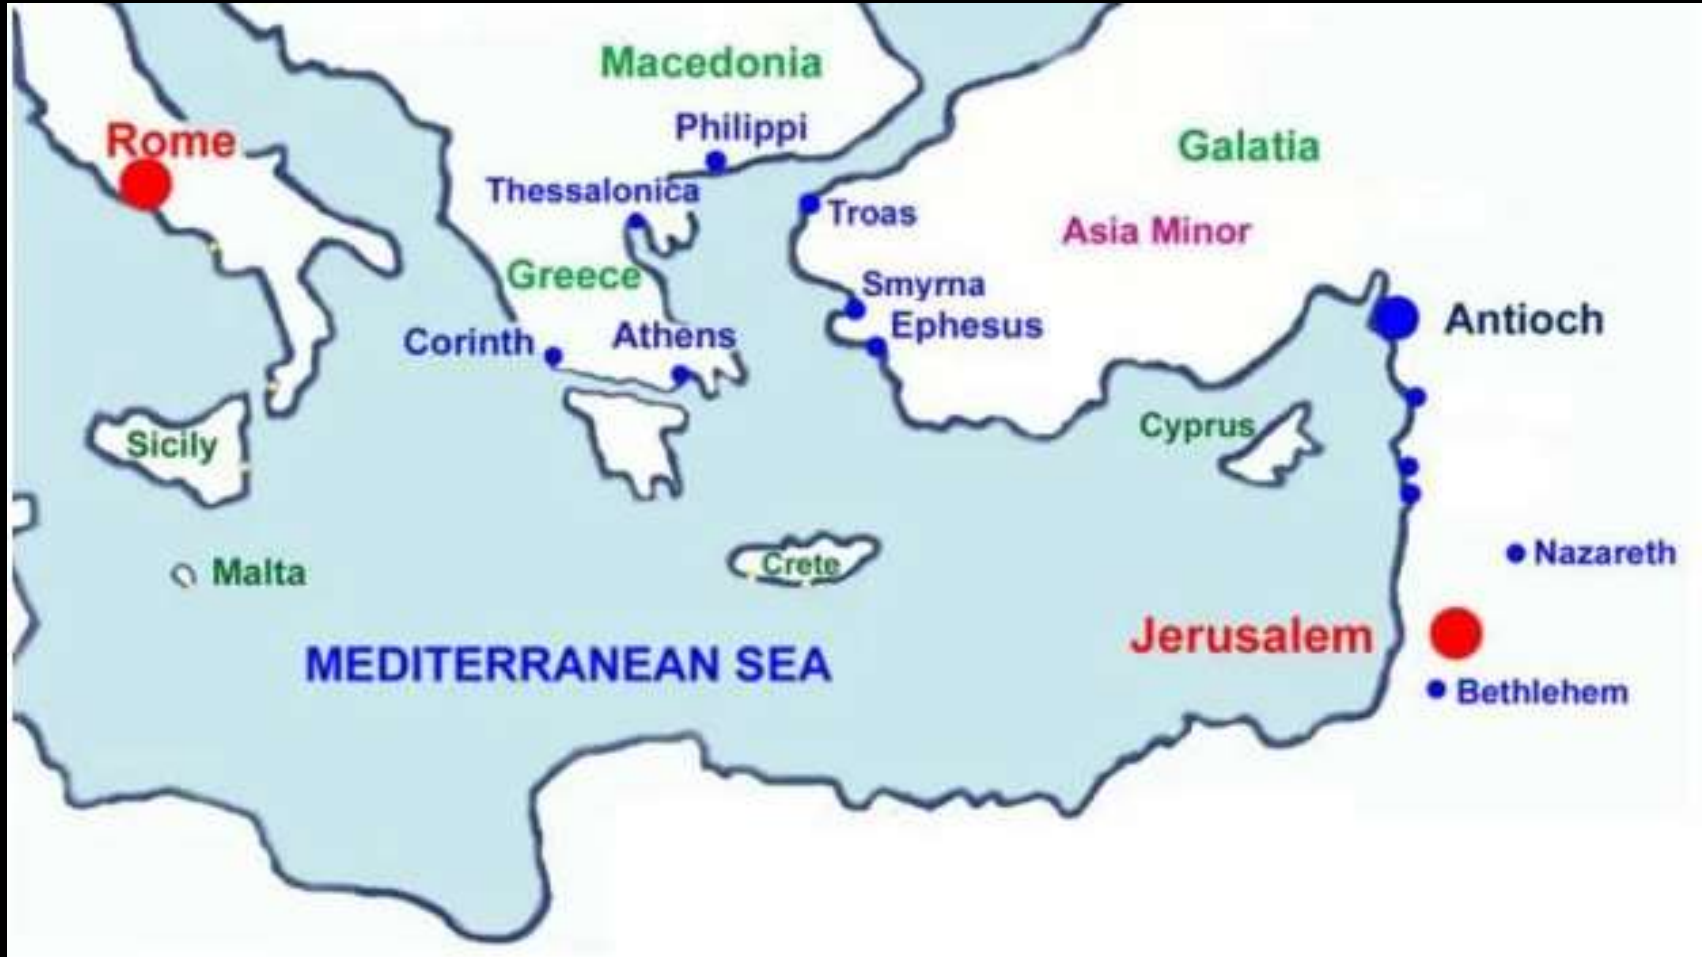 Macedonia
Philippi
Rome
Galatia
Thessalonica
Troas
Asia Minor
Greece
Smyrna
Ephesus
Antioch
Corinth
Athens
Cyprus
Sicily
Nazareth
Crete
Malta
Jerusalem
MEDITERRANEAN SEA
Bethlehem